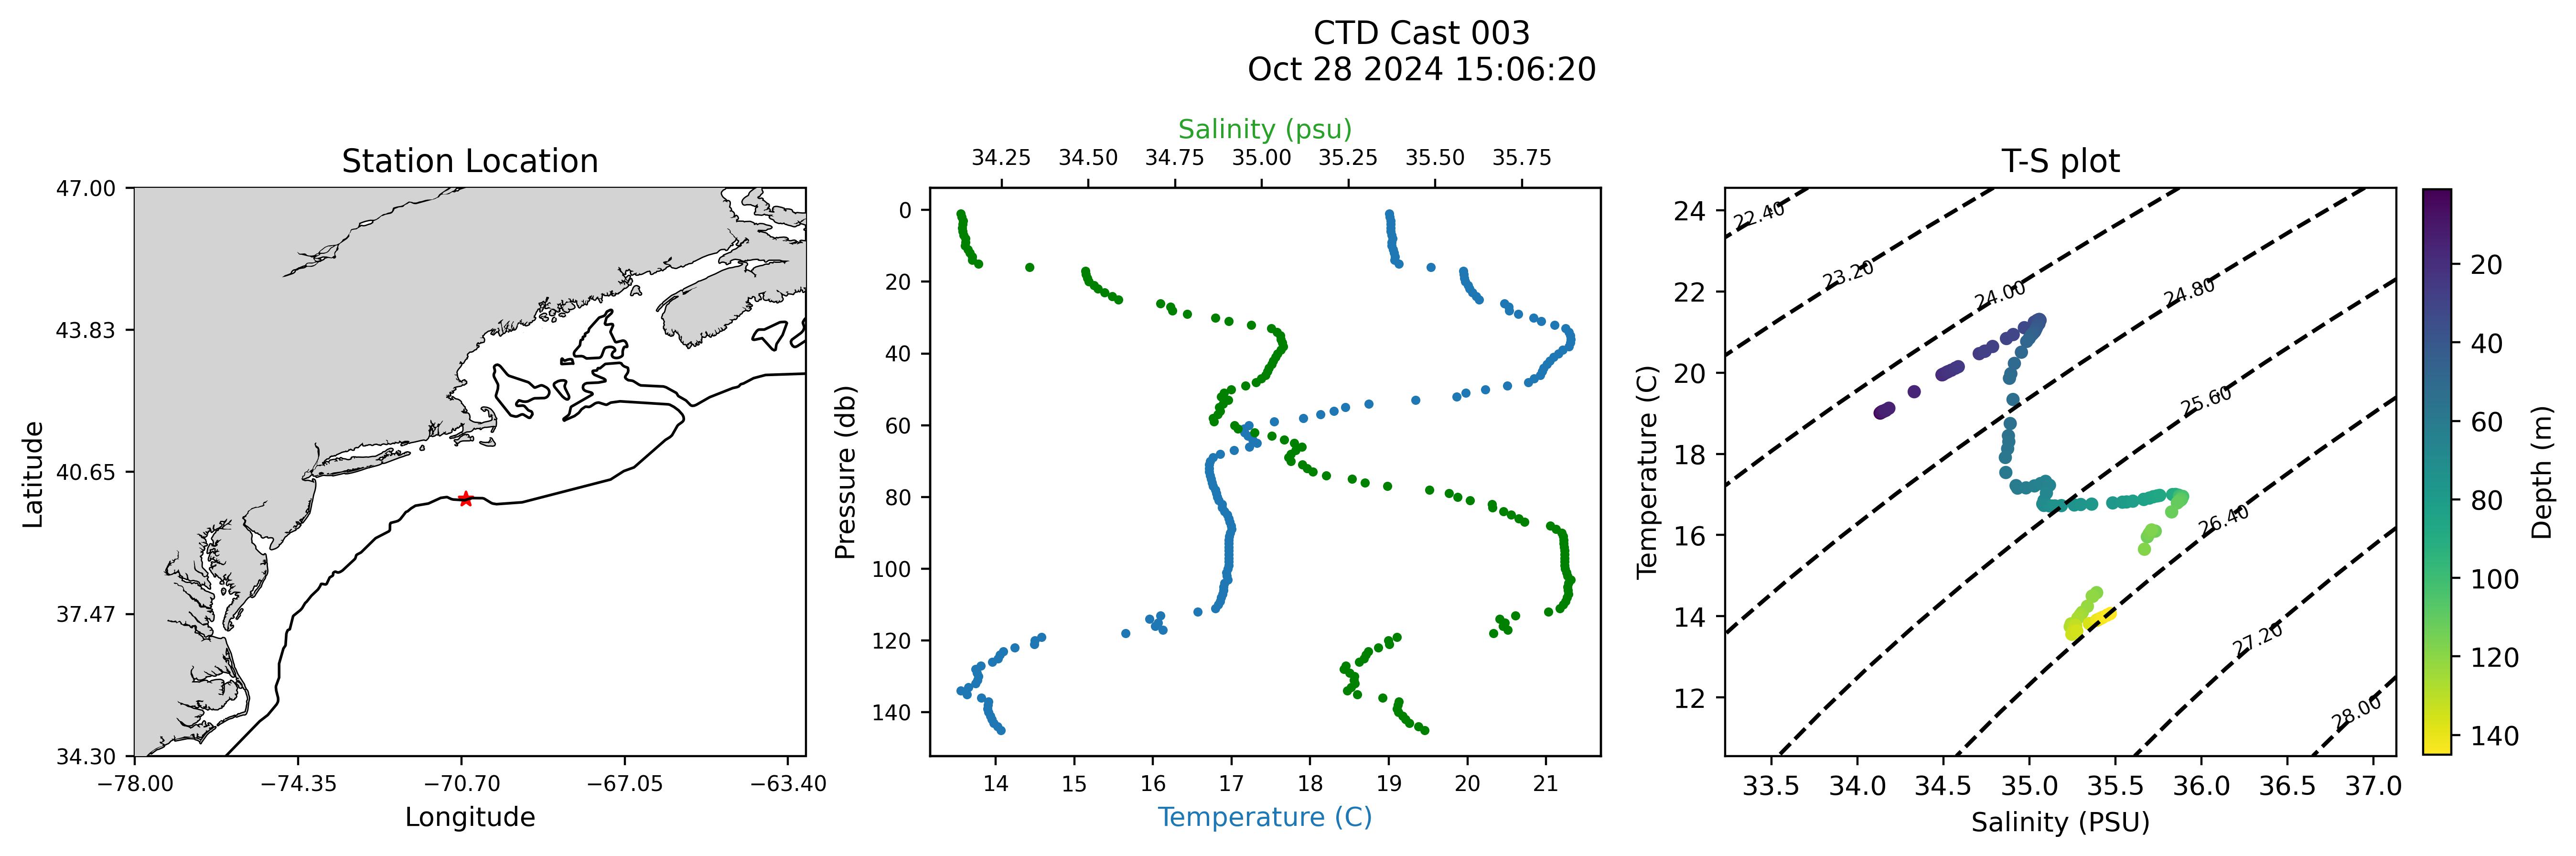 CTD Cast 003
Oct 28 2024 15:06:20
Station Location
47.00
43.83
40.65
37.47
34.30
Latitude
−78.00 −74.35 −70.70 −67.05 −63.40
Longitude
Salinity (psu)
34.25 34.50 34.75 35.00 35.25 35.50 35.75
0
20
40
60
80
100
120
140
Pressure (db)
14 15 16 17 18 19 20 21
Temperature (C)
T-S plot
24
22
20
18
16
14
12
Temperature (C)
22.40
23.20
24.00
24.80
25.60
26.40
27.20
28.00
33.5 34.0 34.5 35.0 35.5 36.0 36.5 37.0
Salinity (PSU)
20
40
60
80
100
120
140
Depth (m)